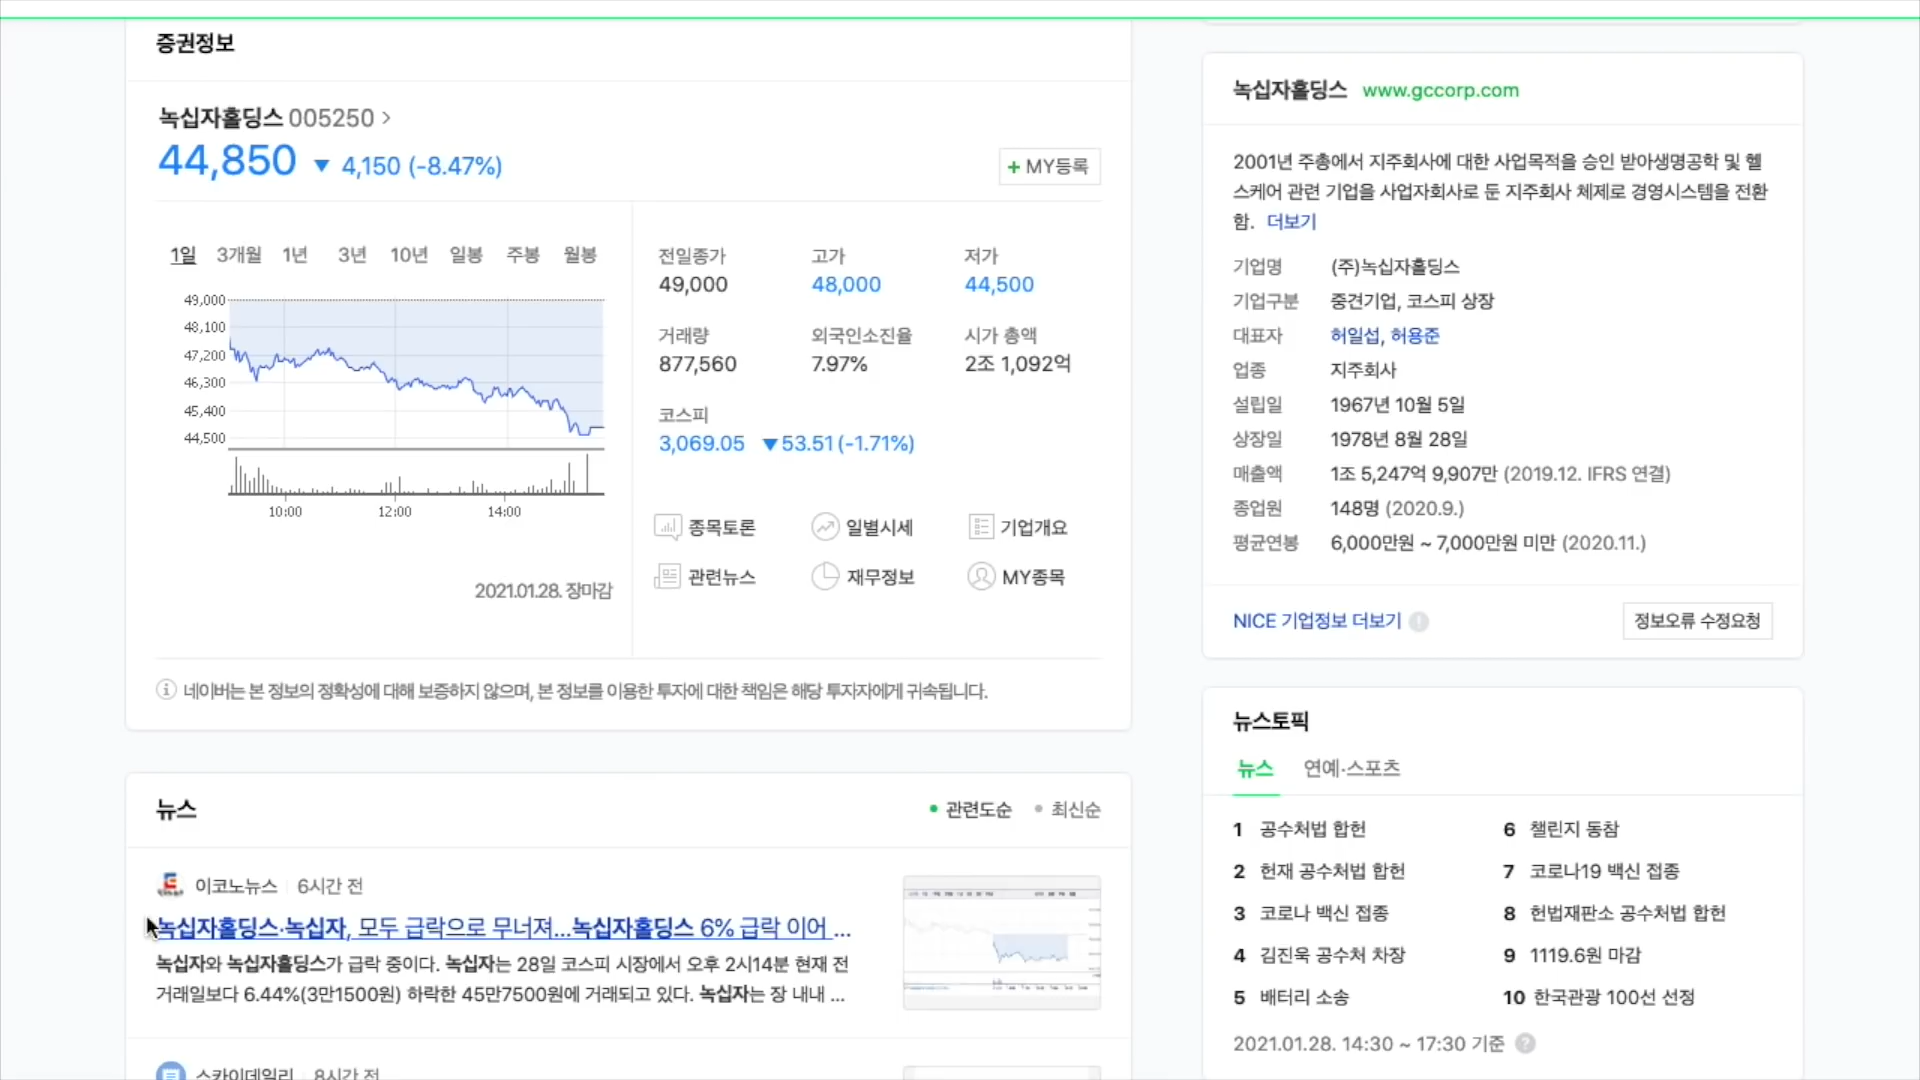 증권정보
녹십자홀딩스 005250 >
44,850 ▼ 4,150 (-8.47%)
+ MY등록
1일 3개월 1년 3년 10년 일봉 주봉 월봉
49,000
48,100
47,200
46,300
45,400
44,500
10:00 12:00 14:00
2021.01.28. 장마감
전일종가 고가 저가
49,000 48,000 44,500
거래량 외국인소진율 시가 총액
877,560 7.97% 2조 1,092억
코스피
3,069.05 ▼53.51(-1.71%)
종목토론 일별시세 기업개요
관련뉴스 재무정보 MY종목
네이버는 본 정보의 정확성에 대해 보증하지 않으며, 본 정보를 이용한 투자에 대한 책임은 해당 투자자에게 귀속됩니다.
뉴스
관련도순 최신순
이코노뉴스 6시간 전
녹십자홀딩스·녹십자, 모두 급락으로 무너져...녹십자홀딩스 6% 급락 이어 ...
녹십자와 녹십자홀딩스가 급락 중이다. 녹십자는 28일 코스피 시장에서 오후 2시14분 현재 전
거래일보다 6.44%(3만1500원) 하락한 45만7500원에 거래되고 있다. 녹십자는 장 내내 ...
스카이데일리 8시간 전
녹십자홀딩스 www.gccorp.com
2001년 주총에서 지주회사에 대한 사업목적을 승인 받아생명공학 및 헬
스케어 관련 기업을 사업자회사로 둔 지주회사 체제로 경영시스템을 전환
함. 더보기
기업명 (주)녹십자홀딩스
기업구분 중견기업, 코스피 상장
대표자 허일섭, 허용준
업종 지주회사
설립일 1967년 10월 5일
상장일 1978년 8월 28일
매출액 1조 5,247억 9,907만 (2019.12. IFRS 연결)
종업원 148명 (2020.9.)
평균연봉 6,000만원 ~ 7,000만원 미만 (2020.11.)
NICE 기업정보 더보기
정보오류 수정요청
뉴스토픽
뉴스 연예·스포츠
1 공수처법 합헌
2 헌재 공수처법 합헌
3 코로나 백신 접종
4 김진욱 공수처 차장
5 배터리 소송
6 챌린지 동참
7 코로나19 백신 접종
8 헌법재판소 공수처법 합헌
9 1119.6원 마감
10 한국관광 100선 선정
2021.01.28. 14:30 ~ 17:30 기준